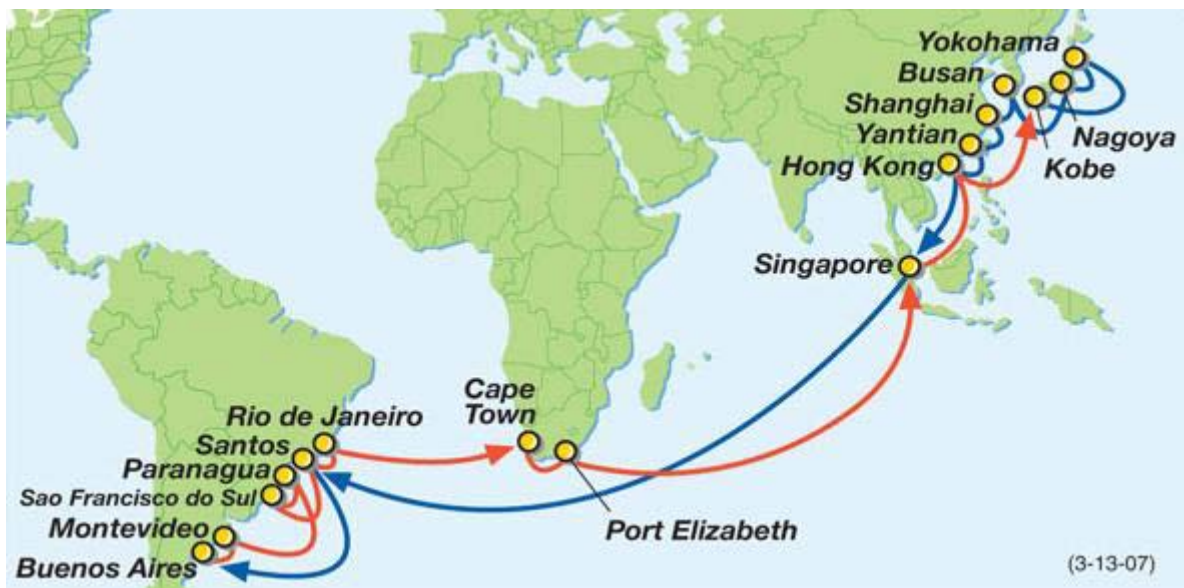 Yokohama
Busan
Shanghai
Nagoya
Yantian
Kobe
Hong Kong
Singapore
Cape
Town
Rio de Janeiro
Santos
Paranagua
Sao Francisco do Sul
Port Elizabeth
Montevideo
Buenos Aires
(3-13-07)